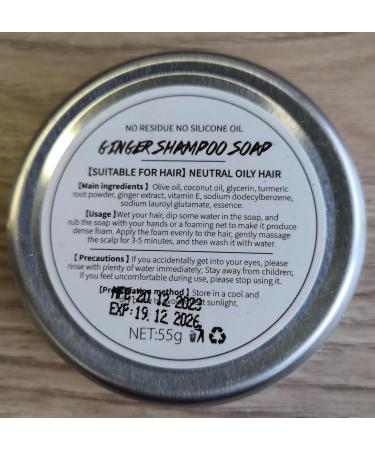 NO RESIDUE NO SILICONE OIL
GINGER SHAMPOO SOAP
【SUITABLE FOR HAIR】 NEUTRAL OILY HAIR
【Main ingredients】 Olive oil, coconut oil, glycerin, turmeric
root powder, ginger extract, vitamin E, sodium dodecylbenzene,
sodium lauroyl glutamate, essence.
【Usage】Wet your hair, dip some water in the soap, and
rub the soap with your hands or a foaming net to make it produce
dense foam. Apply the foam evenly to the hair, gently massage
the scalp for 3-5 minutes, and then wash it with water.
【Precautions】 If you accidentally get into your eyes, please
rinse with plenty of water immediately; Stay away from children;
If you feel uncomfortable during use, please stop using it.
method】 Store in a cool and
sunlight.
MFP 20.12 2023
EXP: 19. 12 2026
NET:55g